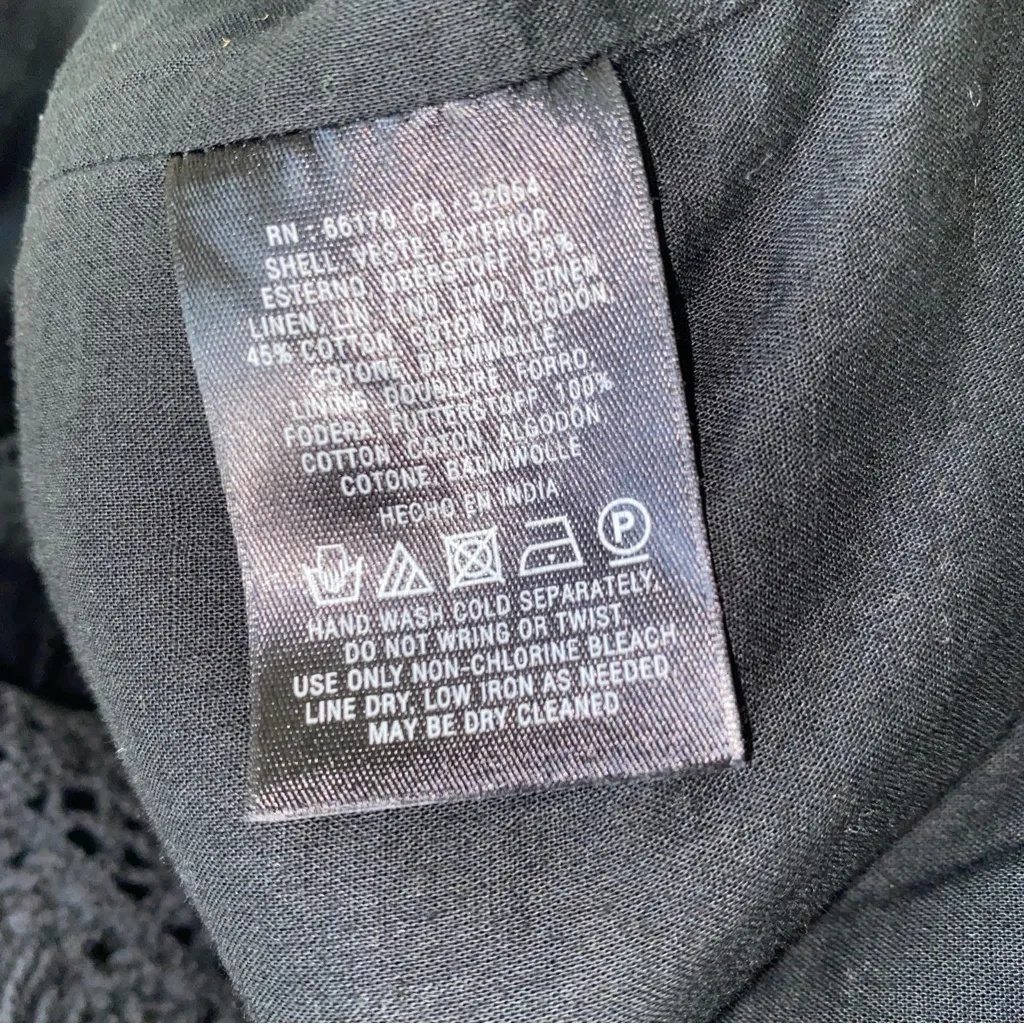 RN - 66170 CA - 32054
SHELL, VESTE, EXTERIOR
ESTERNO, OBERSTOFF 55%
LINEN, LIN, LINO, LINO, LEINEN
45% COTTON, COTON, ALGODON,
COTONE, BAUMWOLLE
LINING, DOUBLURE, FORRO,
FODERA, FUTTERSTOFF 100%
COTTON, COTON, ALGODON
COTONE, BAUMWOLLE
HECHO EN INDIA
P
HAND WASH COLD SEPARATELY.
DO NOT WRING OR TWIST.
USE ONLY NON-CHLORINE BLEACH
LINE DRY, LOW IRON AS NEEDED.
MAY BE DRY CLEANED